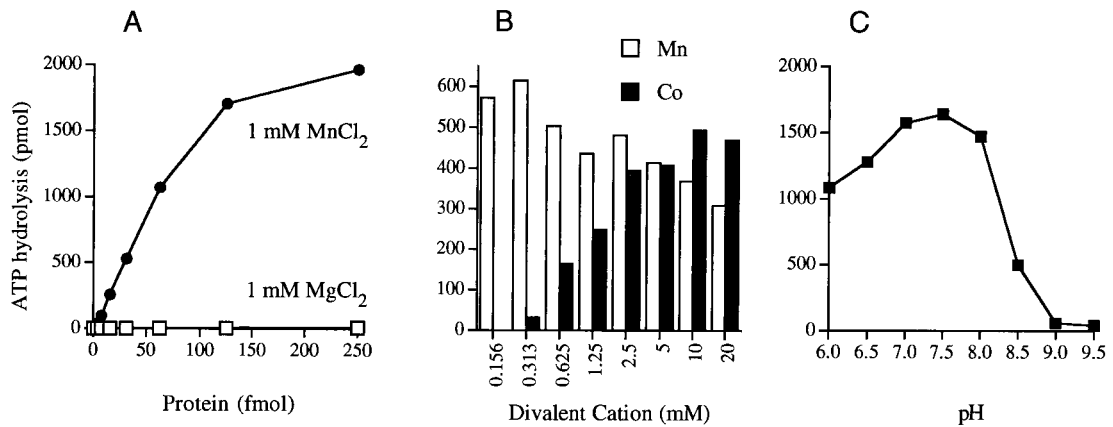 A
ATP hydrolysis (pmol)
2000
1500
1000
500
0
1 mM MnCl2
1 mM MgCl2
0 50 100 150 200 250
Protein (fmol)
B
Mn
Co
600
500
400
300
200
100
0
0.156 0.313 0.625 1.25 2.5 5 10 20
Divalent Cation (mM)
C
2000
1500
1000
500
0
6.0 6.5 7.0 7.5 8.0 8.5 9.0 9.5
pH